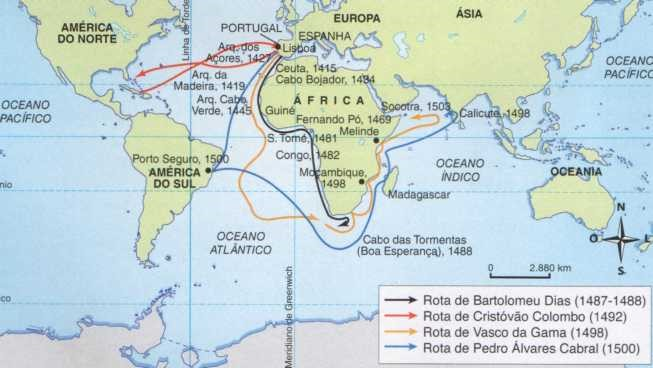 EUROPA
ÁSIA
AMÉRICA
DO NORTE
Linha de Torde
PORTUGAL
ESPANHA
Lisboa
Arq. dos
Açores, 1427
Ceuta, 1415
Cabo Bojador, 1434
Arq. da
Madeira, 1419
Arq. Cabo
Verde, 1445
OCEANO
PACÍFICO
OCEANO
PACÍFICO
ÁFRICA
Guiné
Fernando Pó, 1469
Socotra, 1503
Calicute, 1498
Melinde
S. Tomé, 1481
Congo, 1482
Porto Seguro, 1500
AMÉRICA
DO SUL
Moçambique,
1498
OCEANO
ÍNDICO
OCEANIA
Madagascar
OCEANO
ATLÂNTICO
Cabo das Tormentas
(Boa Esperança), 1488
N
O
L
S
0
2.880 km
Meridiano de Greenwich
Rota de Bartolomeu Dias (1487-1488)
Rota de Cristóvão Colombo (1492)
Rota de Vasco da Gama (1498)
Rota de Pedro Álvares Cabral (1500)